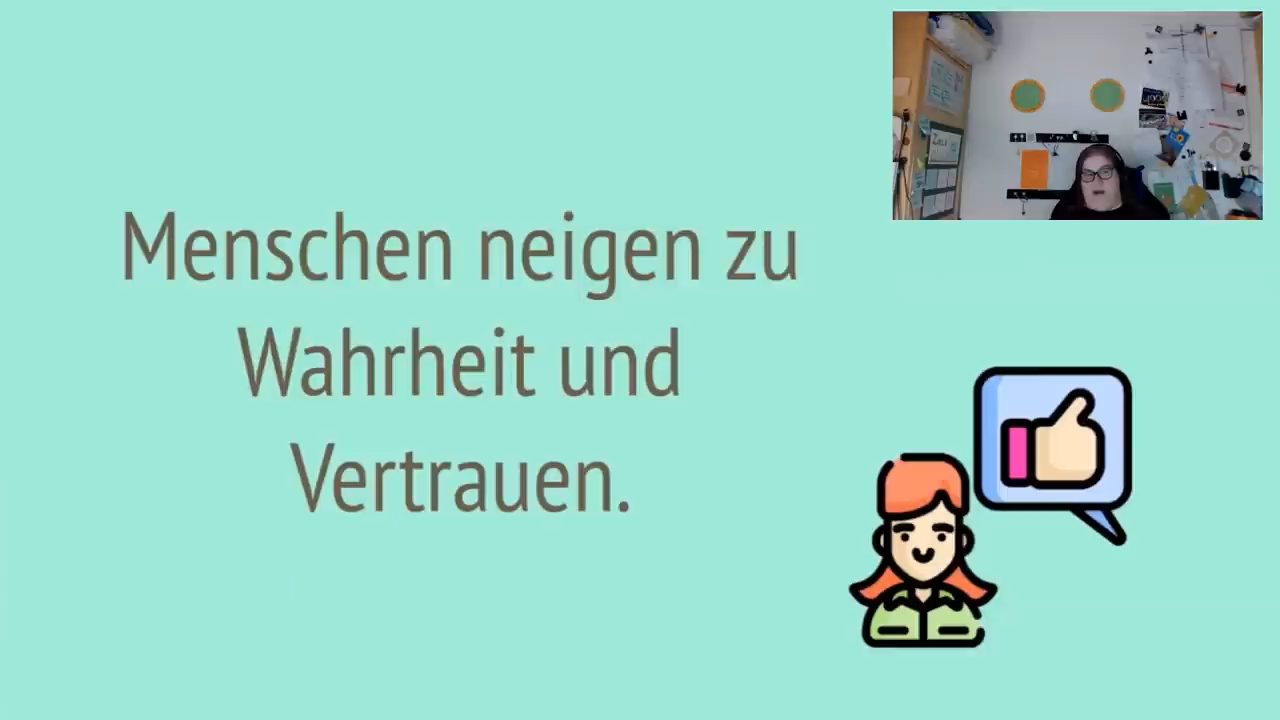 Menschen neigen zu
Wahrheit und
Vertrauen.